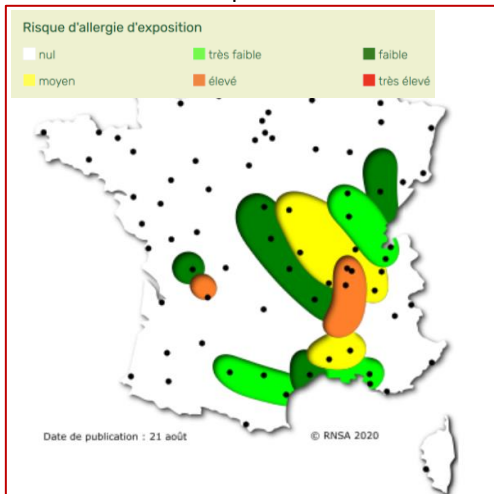 Risque d'allergie d'exposition
nul très faible faible
moyen élevé très élevé
Date de publication : 21 août © RNSA 2020